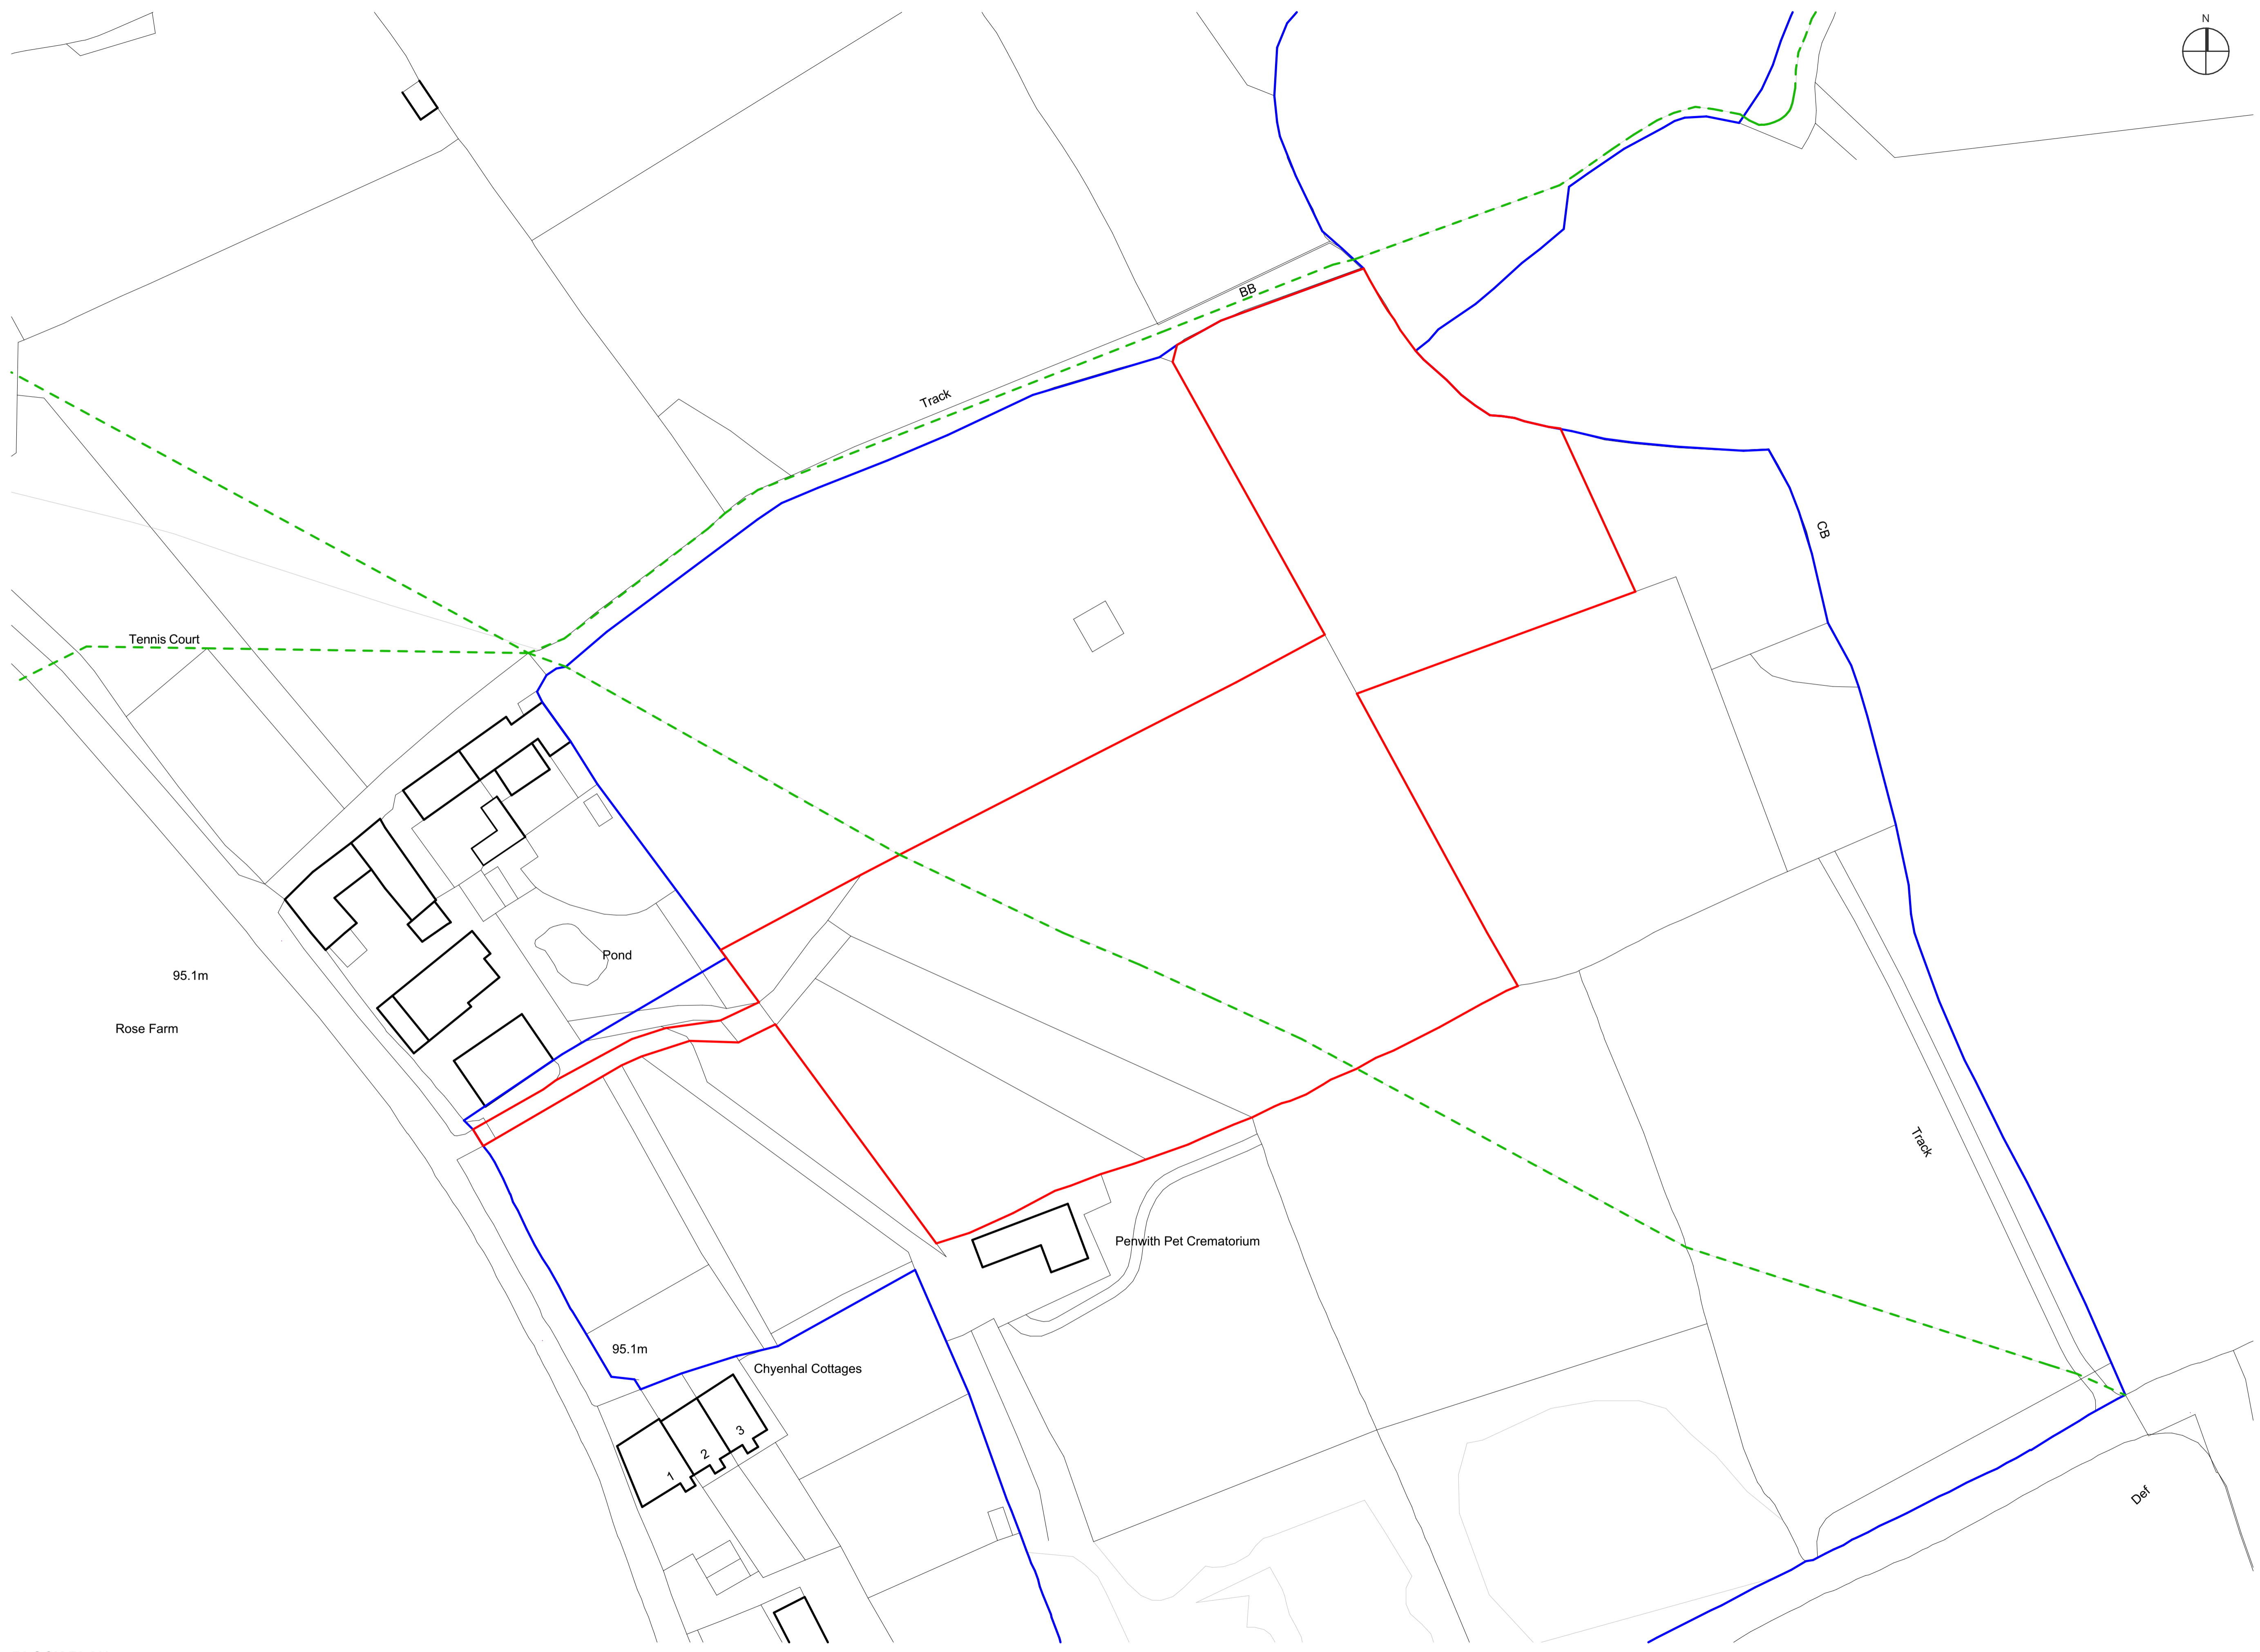 N
BB
Track
CB
Tennis Court
Pond
95.1m
Rose Farm
Track
Penwith Pet Crematorium
95.1m
Chyenhal Cottages
3
2
1
Def